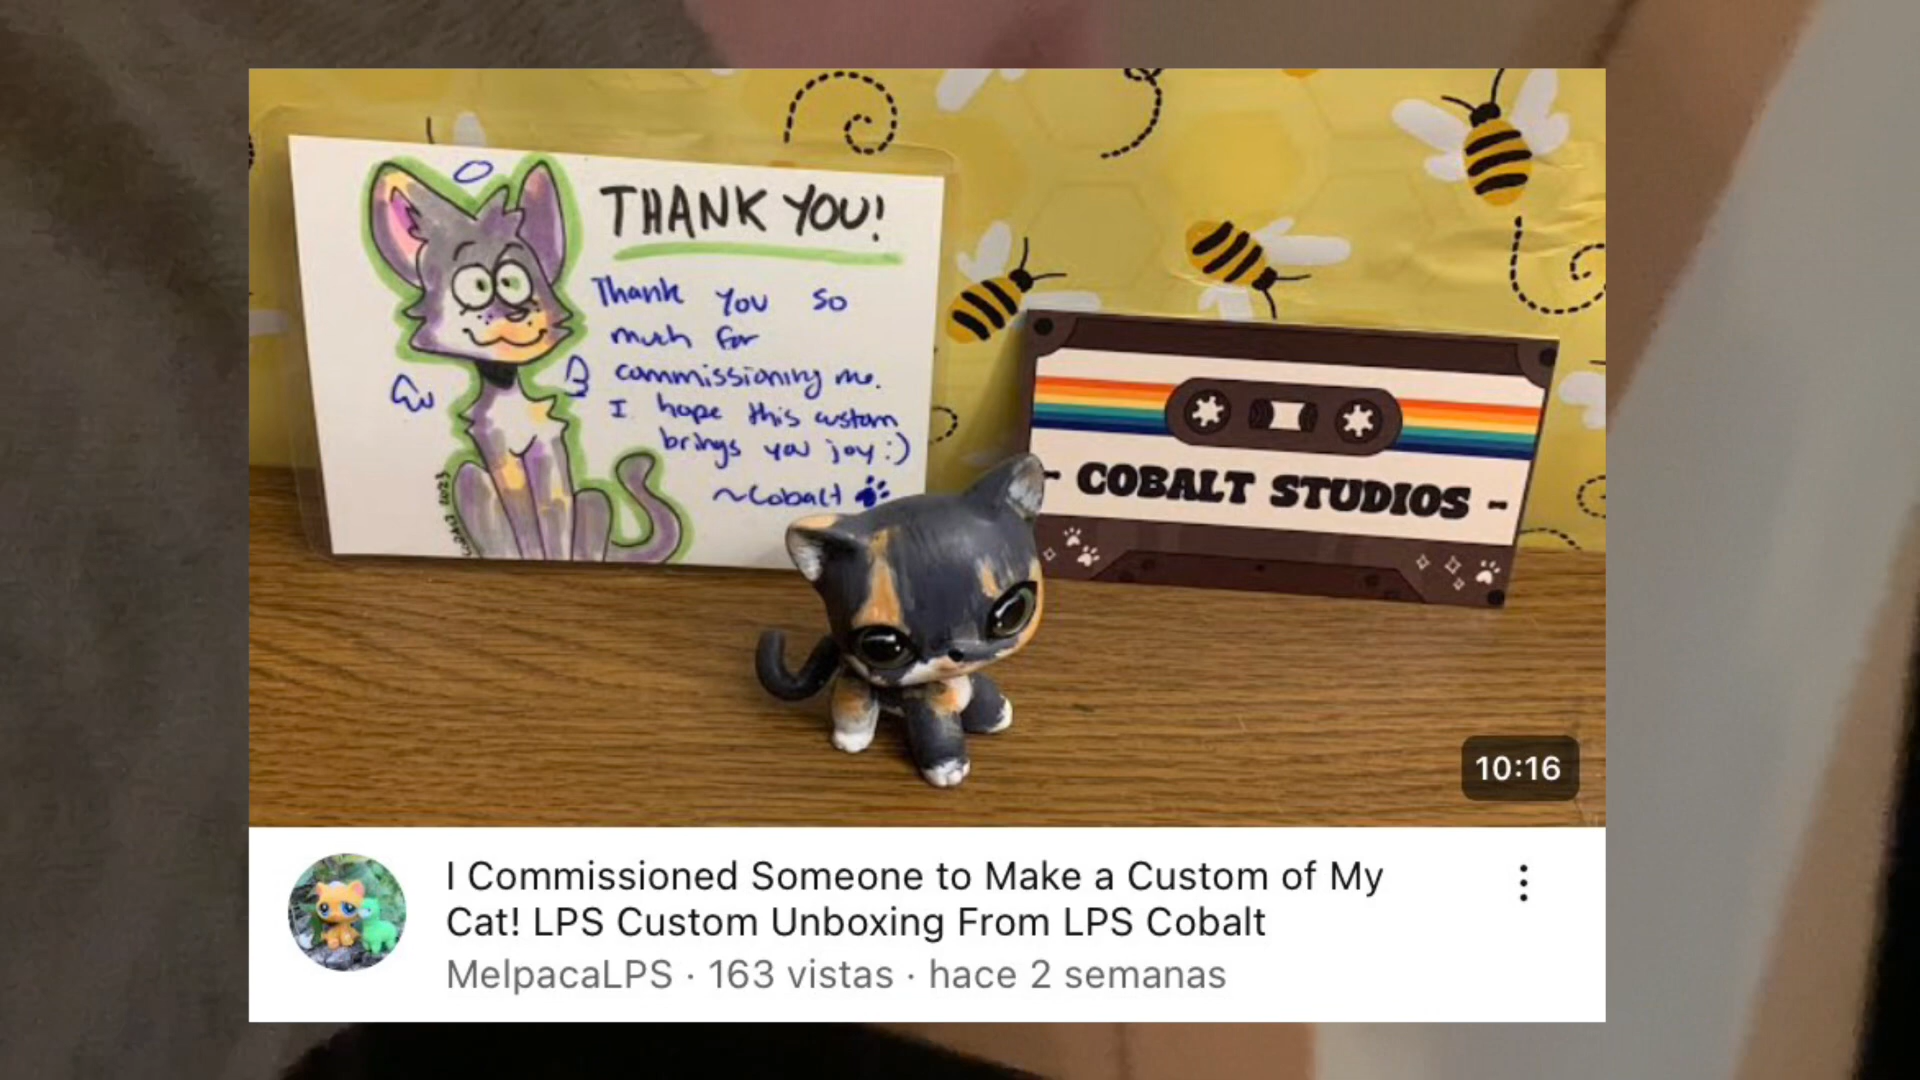 THANK YOU!
Thank You so
much for
commissioning me.
I hope this custom
brings you joy :)
~Cobalt
COBALT 2023
- COBALT STUDIOS -
10:16
I Commissioned Someone to Make a Custom of My
Cat! LPS Custom Unboxing From LPS Cobalt
MelpacaLPS · 163 vistas · hace 2 semanas